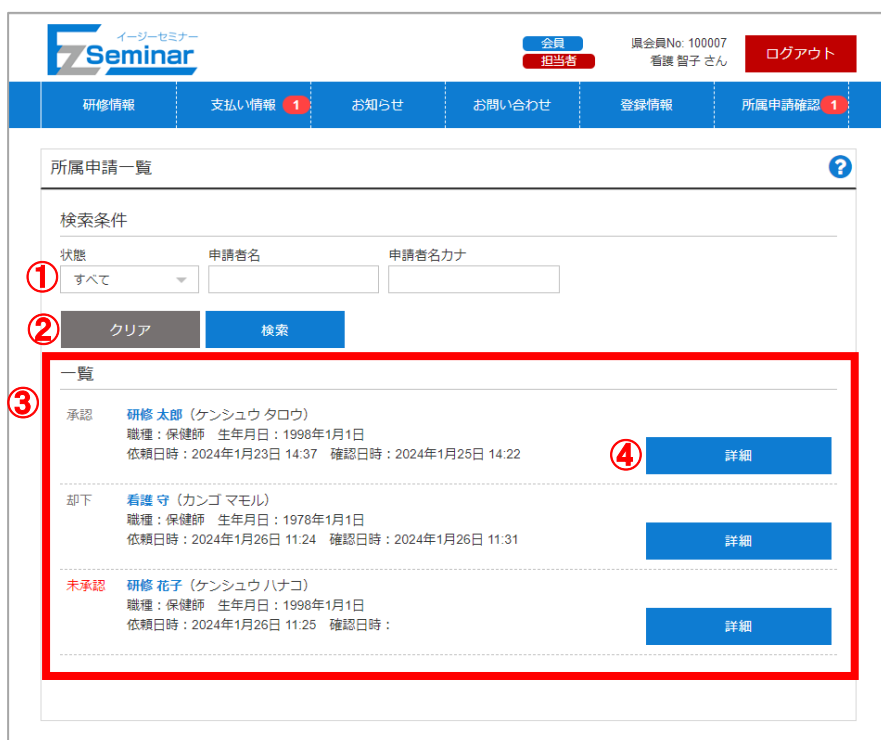 イージーセミナー
EzSeminar
会員
担当者
県会員No: 100007
看護 智子 さん
ログアウト
研修情報 支払い情報 1 お知らせ お問い合わせ 登録情報 所属申請確認 1
所属申請一覧 ?
検索条件
状態 申請者名 申請者名カナ
① すべて
② クリア 検索
③ 一覧
承認 研修 太郎（ケンシュウ タロウ）
職種：保健師 生年月日：1998年1月1日
依頼日時：2024年1月23日 14:37 確認日時：2024年1月25日 14:22
④ 詳細
却下 看護 守（カンゴ マモル）
職種：保健師 生年月日：1978年1月1日
依頼日時：2024年1月26日 11:24 確認日時：2024年1月26日 11:31
詳細
未承認 研修 花子（ケンシュウ ハナコ）
職種：保健師 生年月日：1998年1月1日
依頼日時：2024年1月26日 11:25 確認日時：
詳細